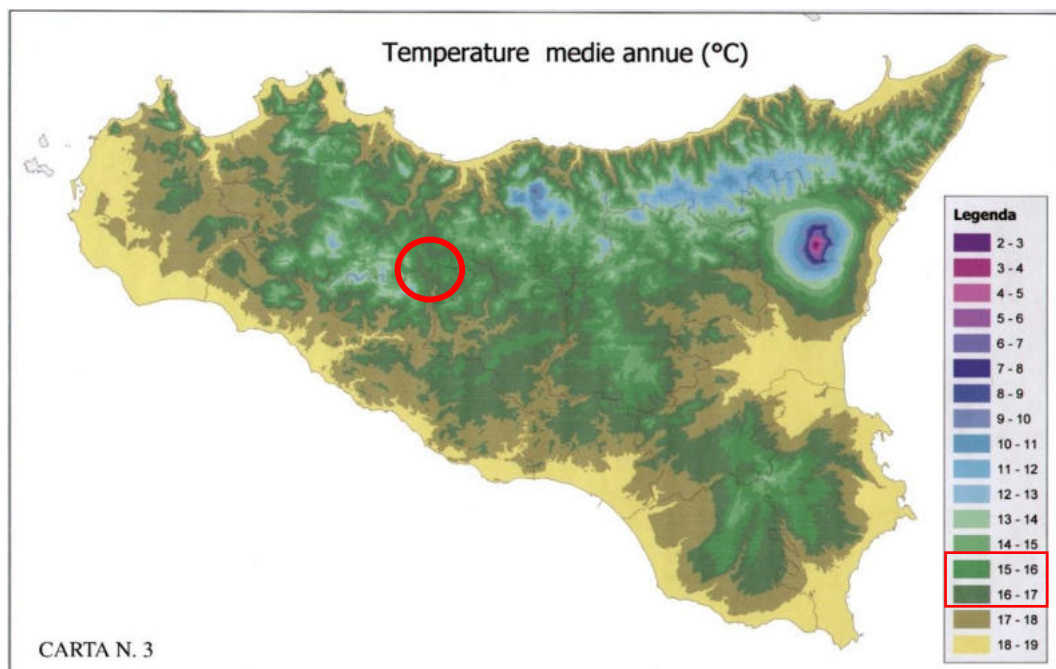 Temperature medie annue (°C)
Legenda
2 - 3
3 - 4
4 - 5
5 - 6
6 - 7
7 - 8
8 - 9
9 - 10
10 - 11
11 - 12
12 - 13
13 - 14
14 - 15
15 - 16
16 - 17
17 - 18
18 - 19
CARTA N. 3